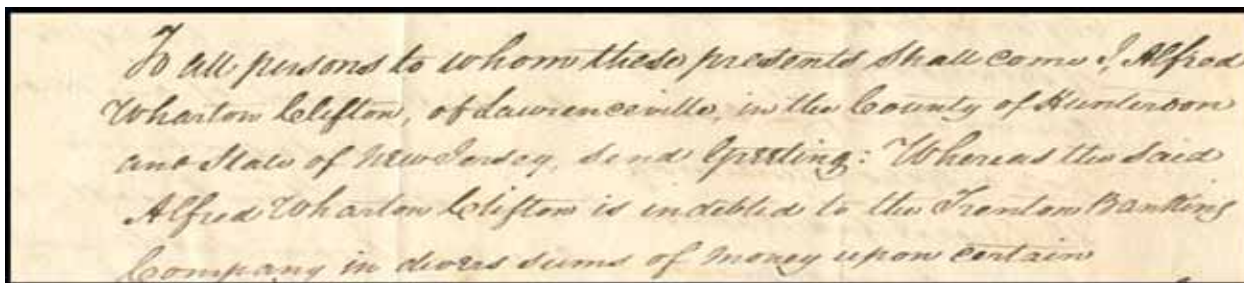 To all persons to whom these presents shall come I, Alfred
Wharton Clifton, of Lawrenceville, in the County of Hunterdon
and State of New Jersey, send Greeting: Whereas the Said
Alfred Wharton Clifton is indebted to the Trenton Banking
Company in divers sums of money upon certain